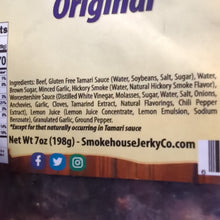 Original
Ingredients: Beef, Gluten Free Tamari Sauce (Water, Soybeans, Salt, Sugar), Water,
Brown Sugar, Minced Garlic, Hickory Smoke (Water, Natural Hickory Smoke Flavor),
Worcestershire Sauce (Distilled White Vinegar, Molasses, Sugar, Water, Salt, Onions,
Anchovies, Garlic, Cloves, Tamarind Extract, Natural Flavorings, Chili Pepper
Extract), Lemon Juice (Lemon Juice Concentrate, Lemon Emulsion, Sodium
Benzoate), Granulated Garlic, Ground Pepper.
*Except for that naturally occurring in Tamari sauce
Net Wt 7oz (198g) - SmokehouseJerkyCo.com